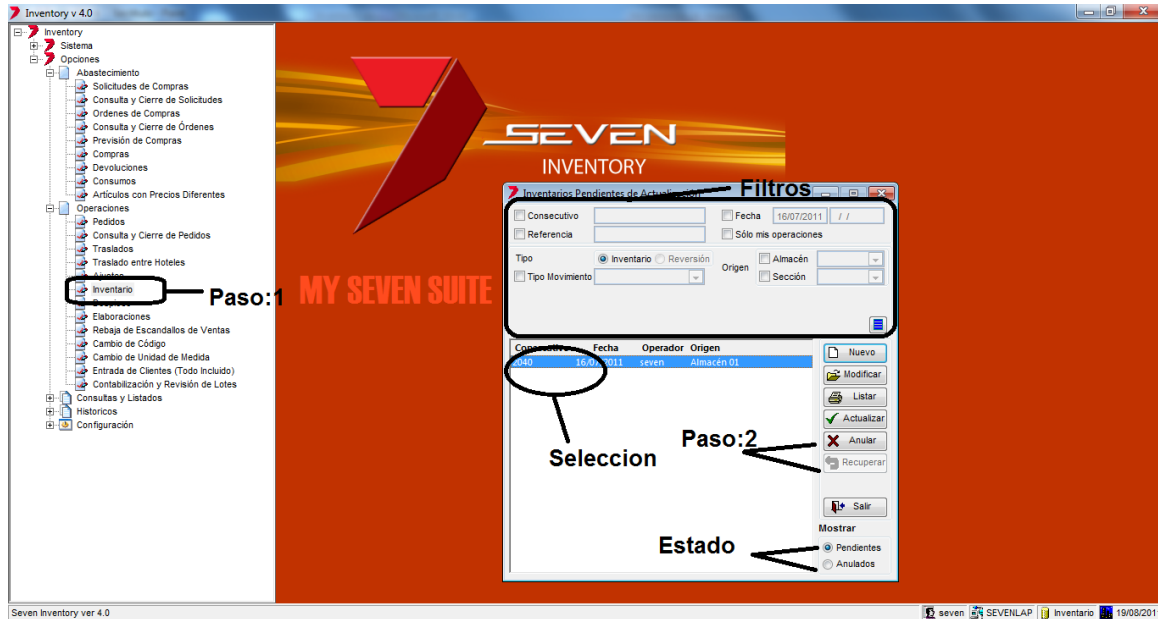 Inventory v 4.0
Inventory
Sistema
Opciones
Abastecimiento
Solicitudes de Compras
Consulta y Cierre de Solicitudes
Ordenes de Compras
Consulta y Cierre de Órdenes
Previsión de Compras
Compras
Devoluciones
Consumos
Artículos con Precios Diferentes
Operaciones
Pedidos
Consulta y Cierre de Pedidos
Traslados
Traslado entre Hoteles
Ajustes
Inventario
Paso:1
Elaboraciones
Rebaja de Escandallos de Ventas
Cambio de Código
Cambio de Unidad de Medida
Entrada de Clientes (Todo Incluido)
Contabilización y Revisión de Lotes
Consultas y Listados
Historicos
Configuración
SEVEN
INVENTORY
MY SEVEN SUITE
Inventarios Pendientes de Actualización
Filtros
Consecutivo
Fecha 16/07/2011 / /
Referencia
Sólo mis operaciones
Tipo Inventario Reversión
Origen Almacén
Tipo Movimiento
Sección
Consecutivo Fecha Operador Origen
2040 16/07/2011 seven Almacén 01
Nuevo
Modificar
Listar
Actualizar
Anular
Recuperar
Salir
Paso:2
Seleccion
Mostrar
Estado
Pendientes
Anulados
Seven Inventory ver 4.0
seven SEVENLAP Inventario 19/08/201